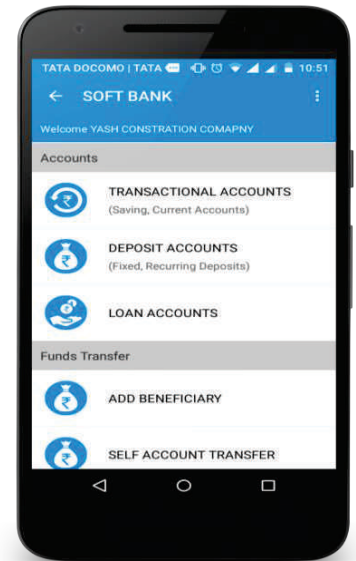 TATA DOCOMO | TATA 10:51
SOFT BANK
Welcome YASH CONSTRATION COMAPNY
Accounts
TRANSACTIONAL ACCOUNTS
(Saving, Current Accounts)
DEPOSIT ACCOUNTS
(Fixed, Recurring Deposits)
LOAN ACCOUNTS
Funds Transfer
ADD BENEFICIARY
SELF ACCOUNT TRANSFER